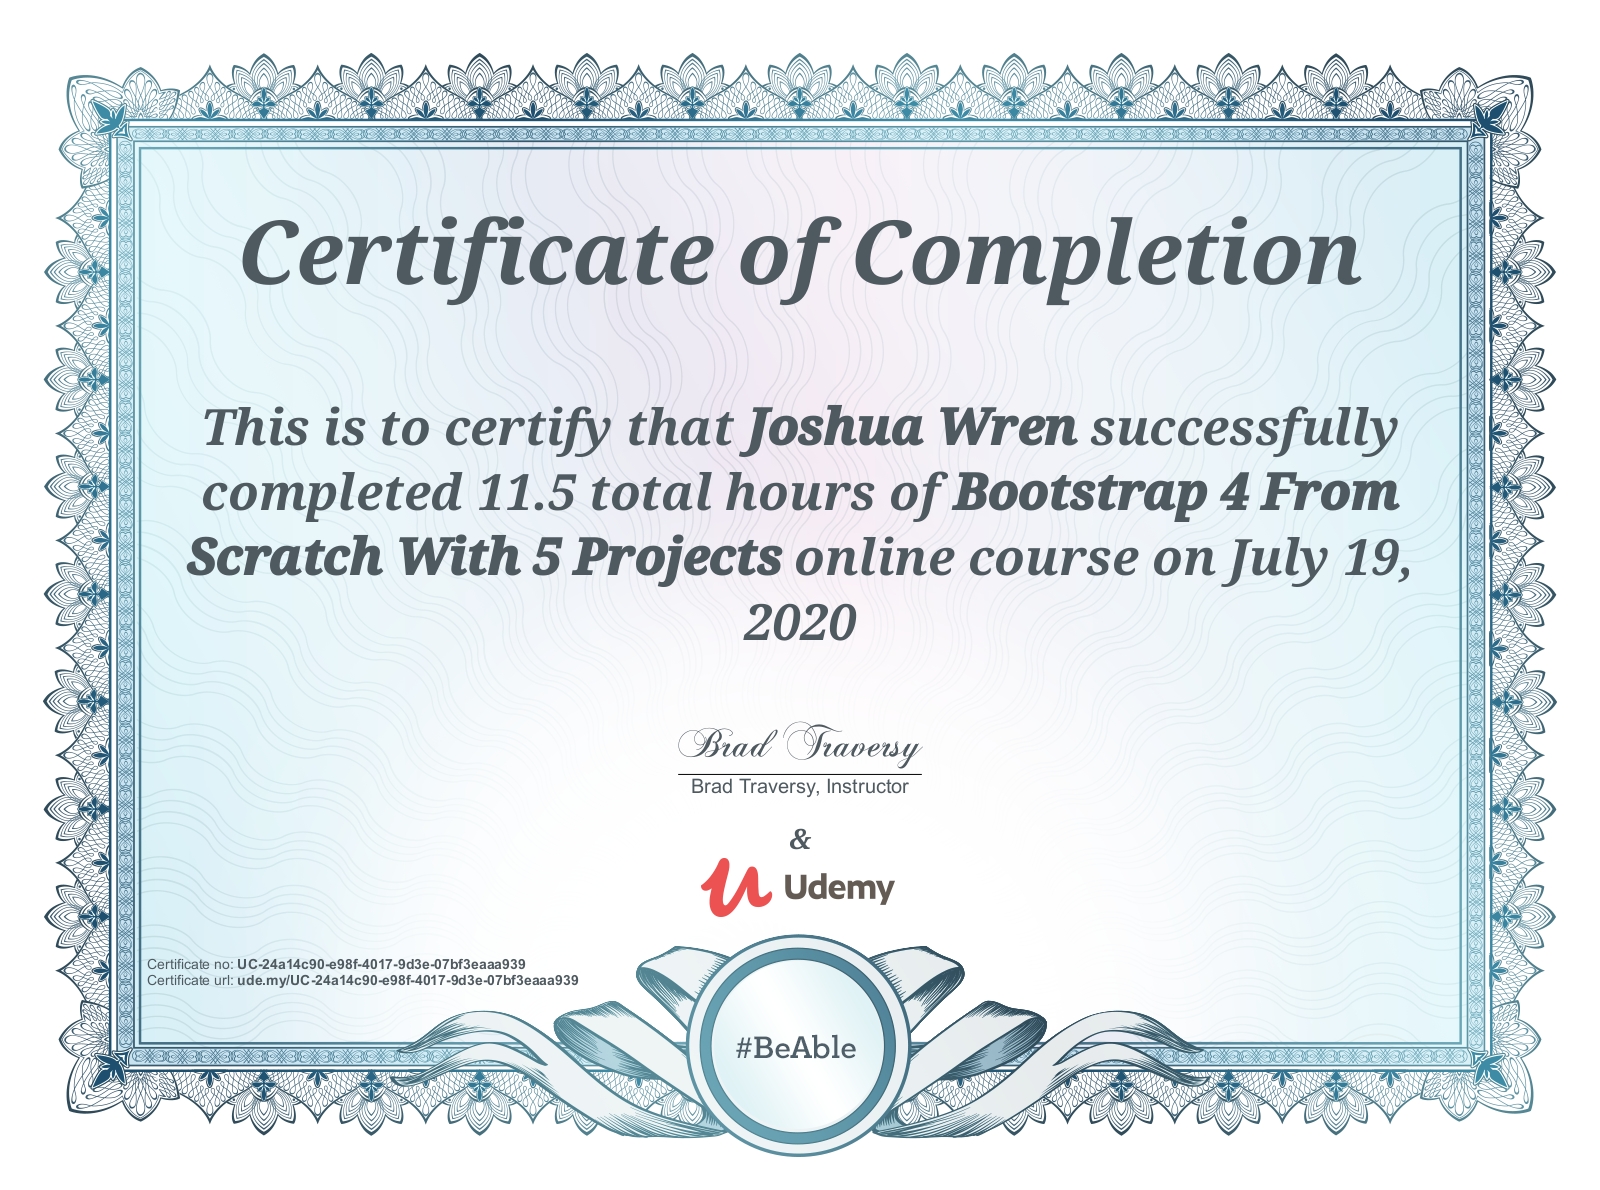 Certificate of Completion
This is to certify that Joshua Wren successfully
completed 11.5 total hours of Bootstrap 4 From
Scratch With 5 Projects online course on July 19,
2020
Brad Traversy
Brad Traversy, Instructor
&
Udemy
Certificate no: UC-24a14c90-e98f-4017-9d3e-07bf3eaaa939
Certificate url: ude.my/UC-24a14c90-e98f-4017-9d3e-07bf3eaaa939
#BeAble